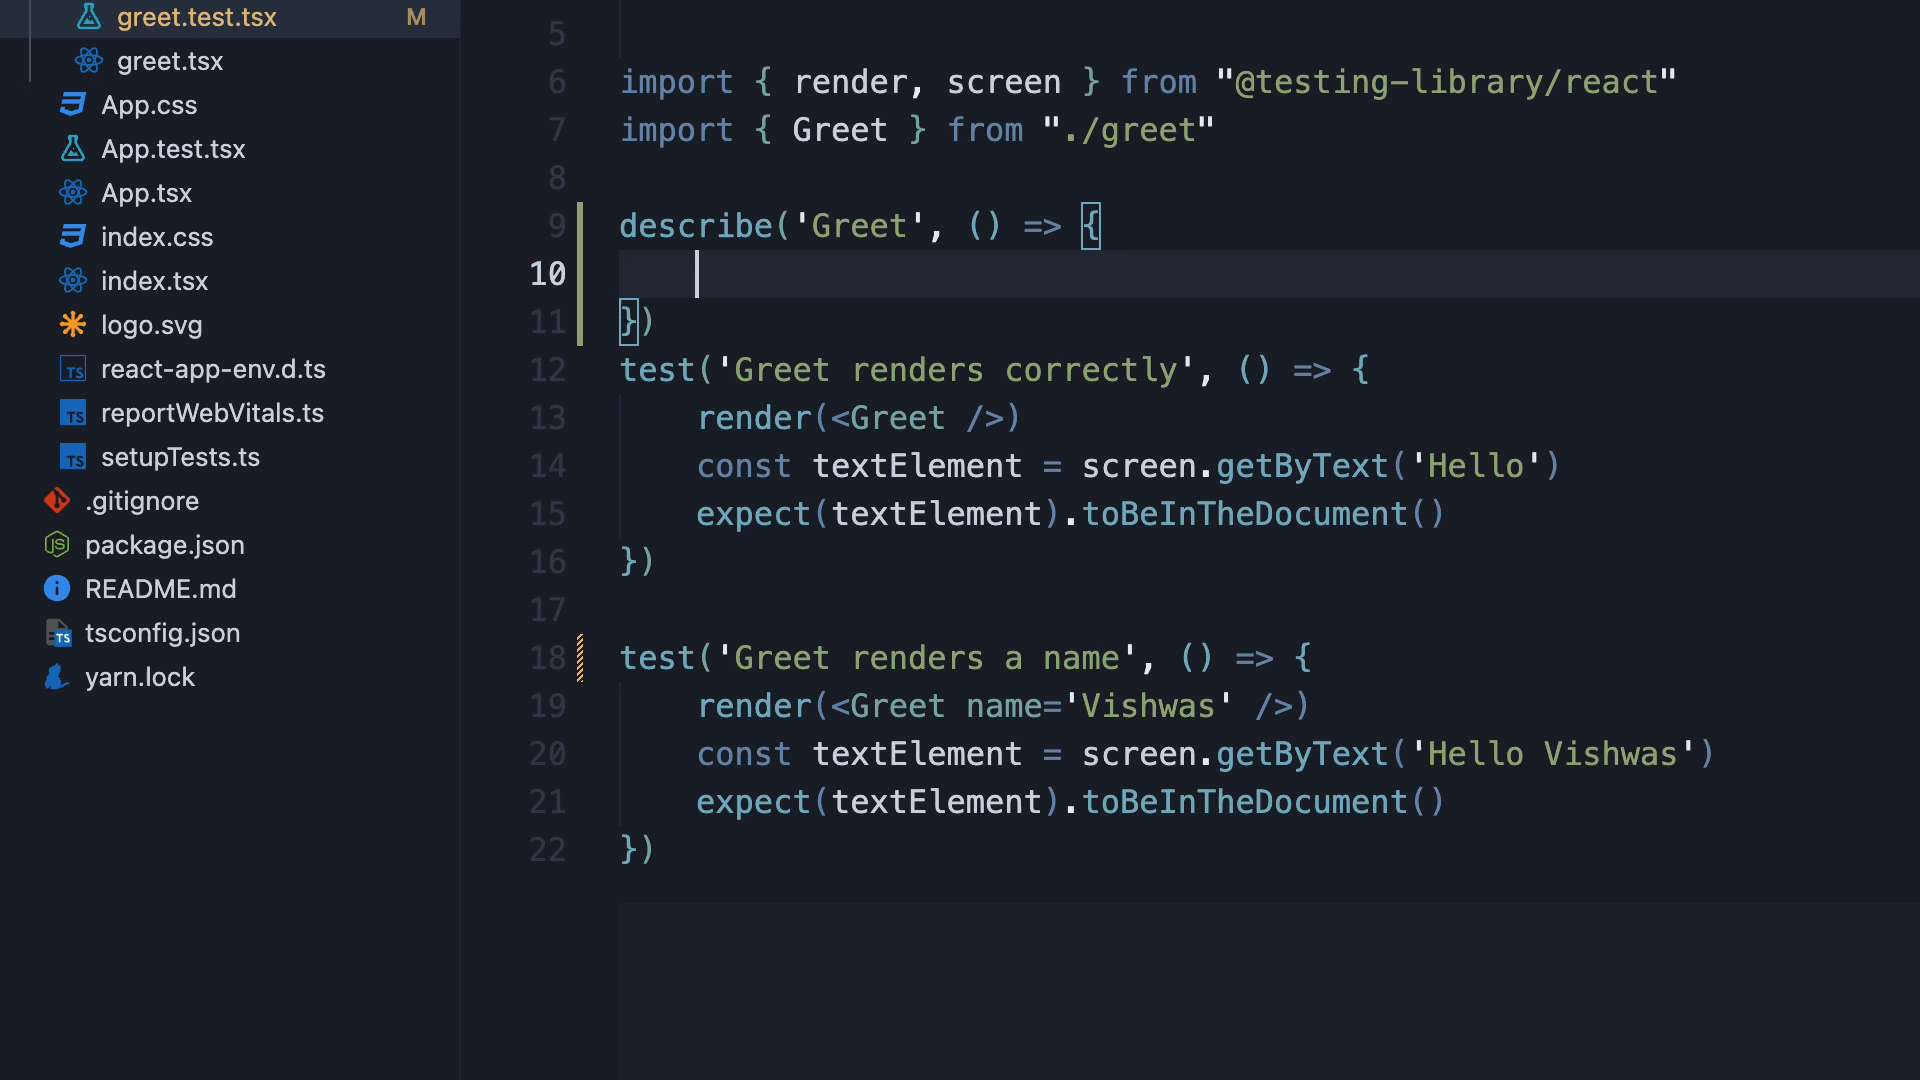 greet.test.tsx M
greet.tsx
App.css
App.test.tsx
App.tsx
index.css
index.tsx
logo.svg
react-app-env.d.ts
reportWebVitals.ts
setupTests.ts
.gitignore
package.json
README.md
tsconfig.json
yarn.lock
5
6 import { render, screen } from "@testing-library/react"
7 import { Greet } from "./greet"
8
9 describe('Greet', () => {
10
11 })
12 test('Greet renders correctly', () => {
13     render(<Greet />)
14     const textElement = screen.getByText('Hello')
15     expect(textElement).toBeInTheDocument()
16 })
17
18 test('Greet renders a name', () => {
19     render(<Greet name='Vishwas' />)
20     const textElement = screen.getByText('Hello Vishwas')
21     expect(textElement).toBeInTheDocument()
22 })